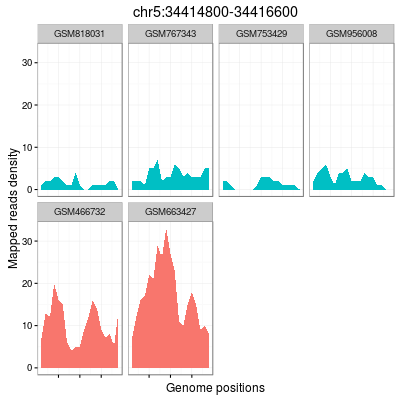 chr5:34414800-34416600
GSM818031 GSM767343 GSM753429 GSM956008
30
20
10
0
Mapped reads density
GSM466732 GSM663427
30
20
10
0
Genome positions